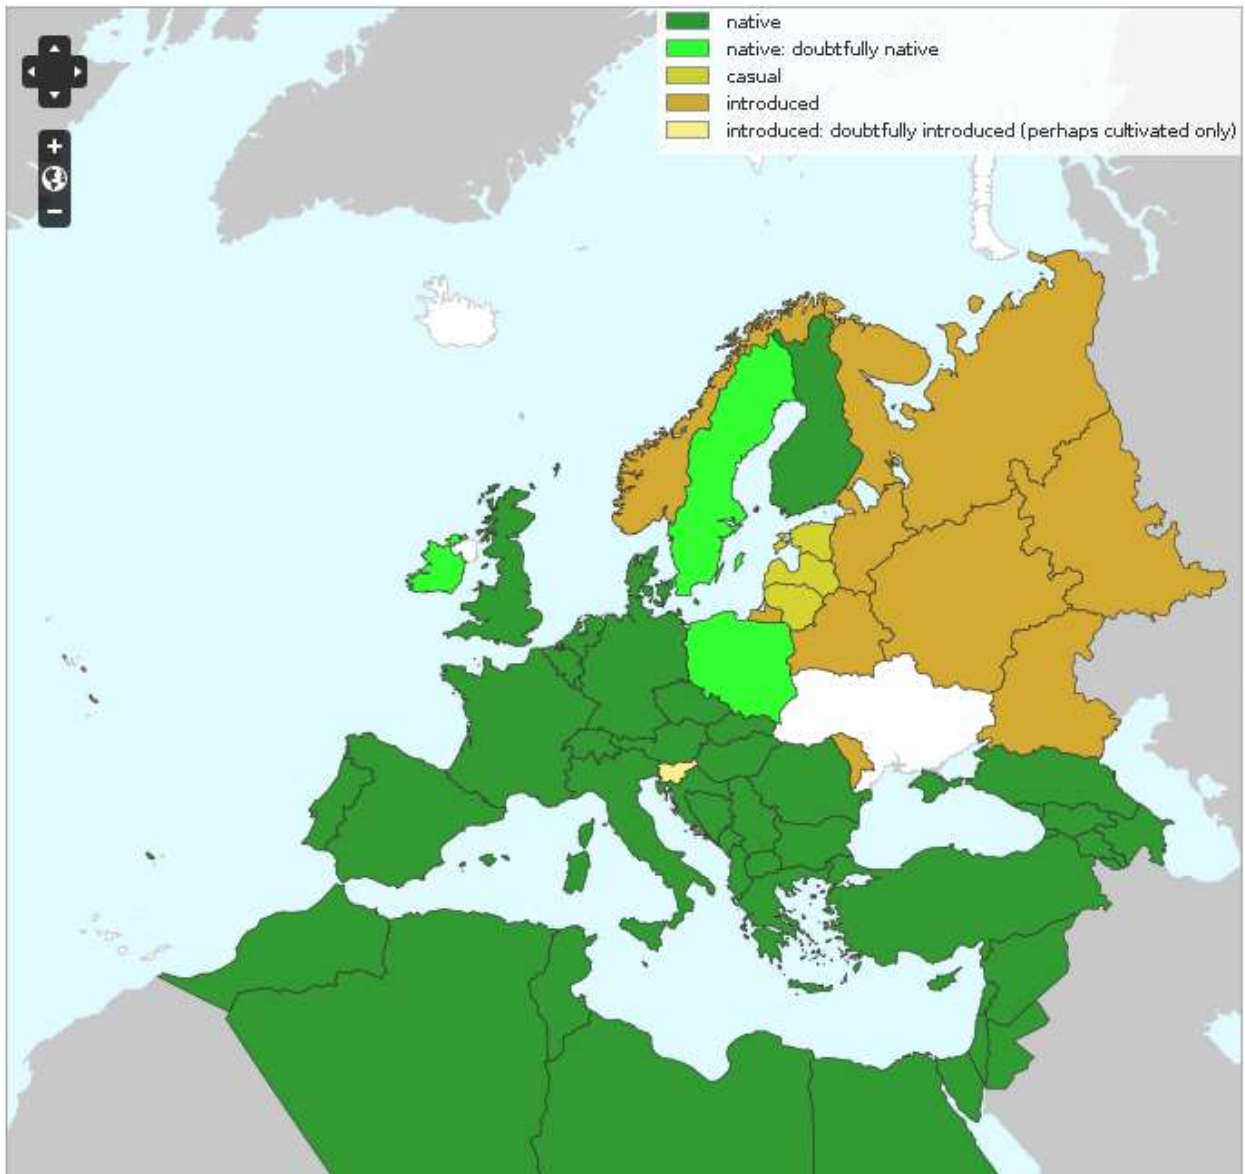 native
native: doubtfully native
casual
introduced
introduced: doubtfully introduced (perhaps cultivated only)